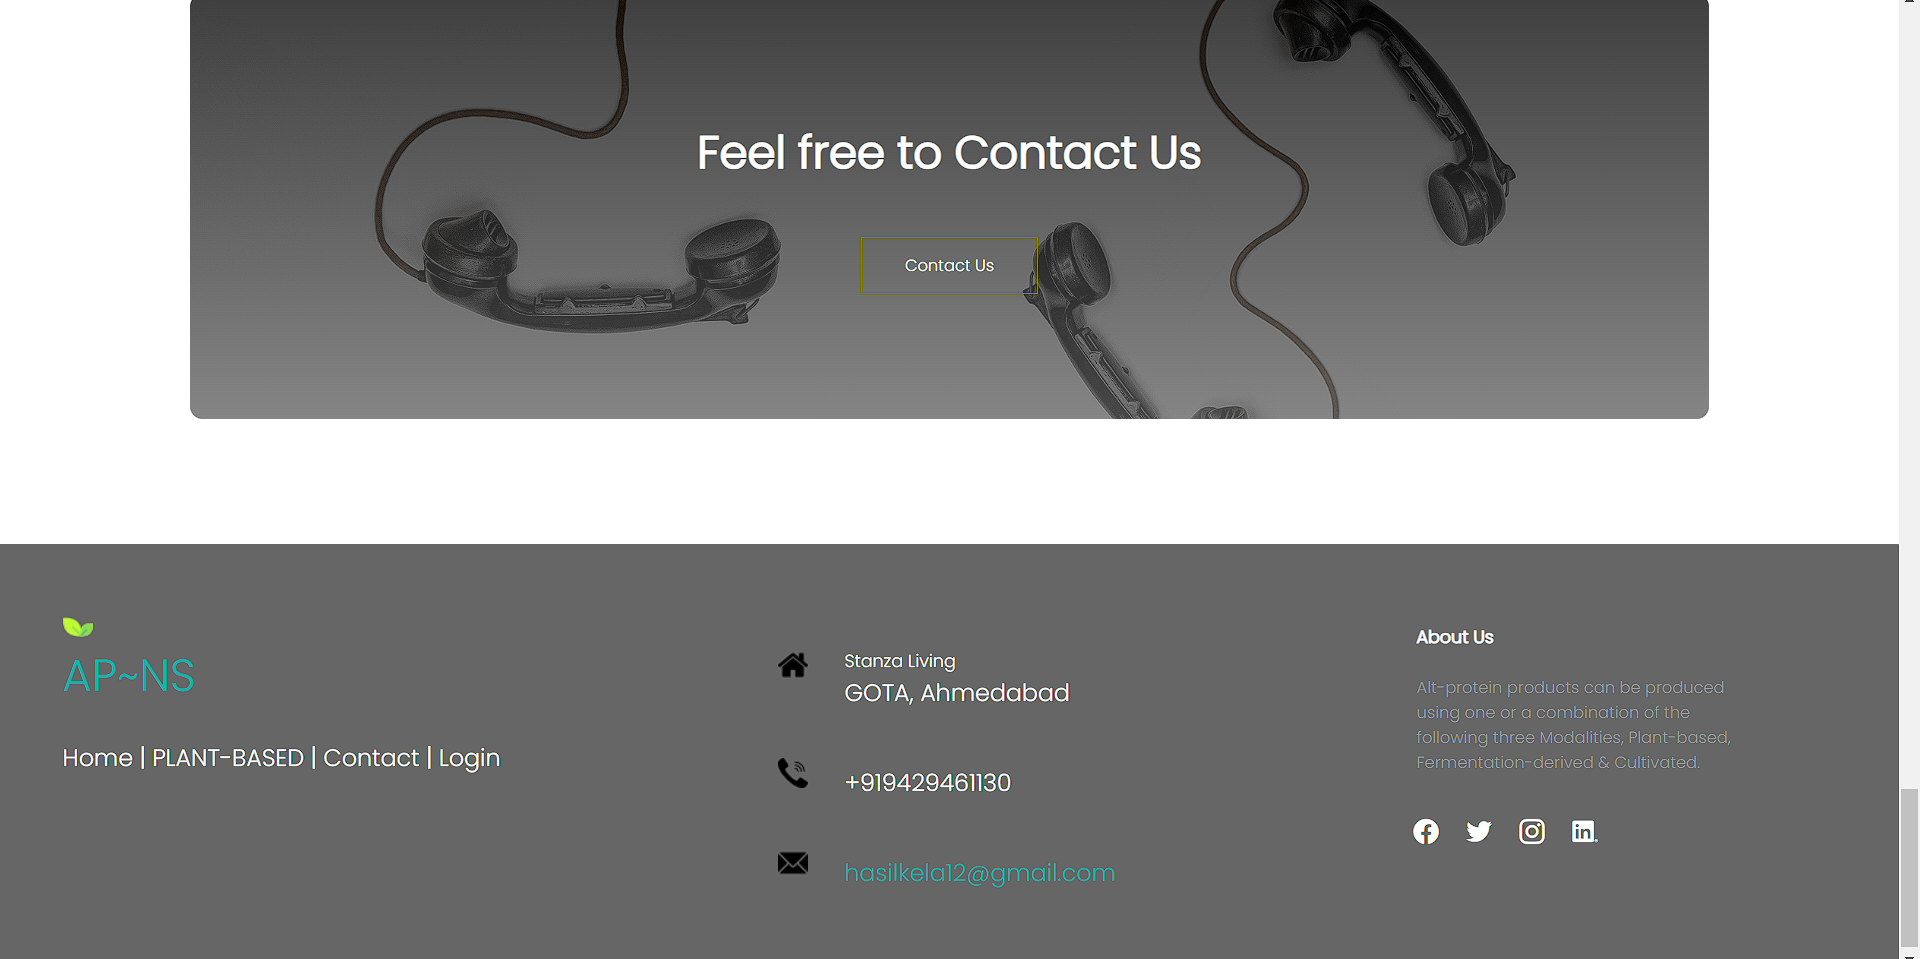 Feel free to Contact Us
Contact Us
AP~NS
Home | PLANT-BASED | Contact | Login
Stanza Living
GOTA, Ahmedabad
+919429461130
hasilkela12@gmail.com
About Us
Alt-protein products can be produced
using one or a combination of the
following three Modalities, Plant-based,
Fermentation-derived & Cultivated.